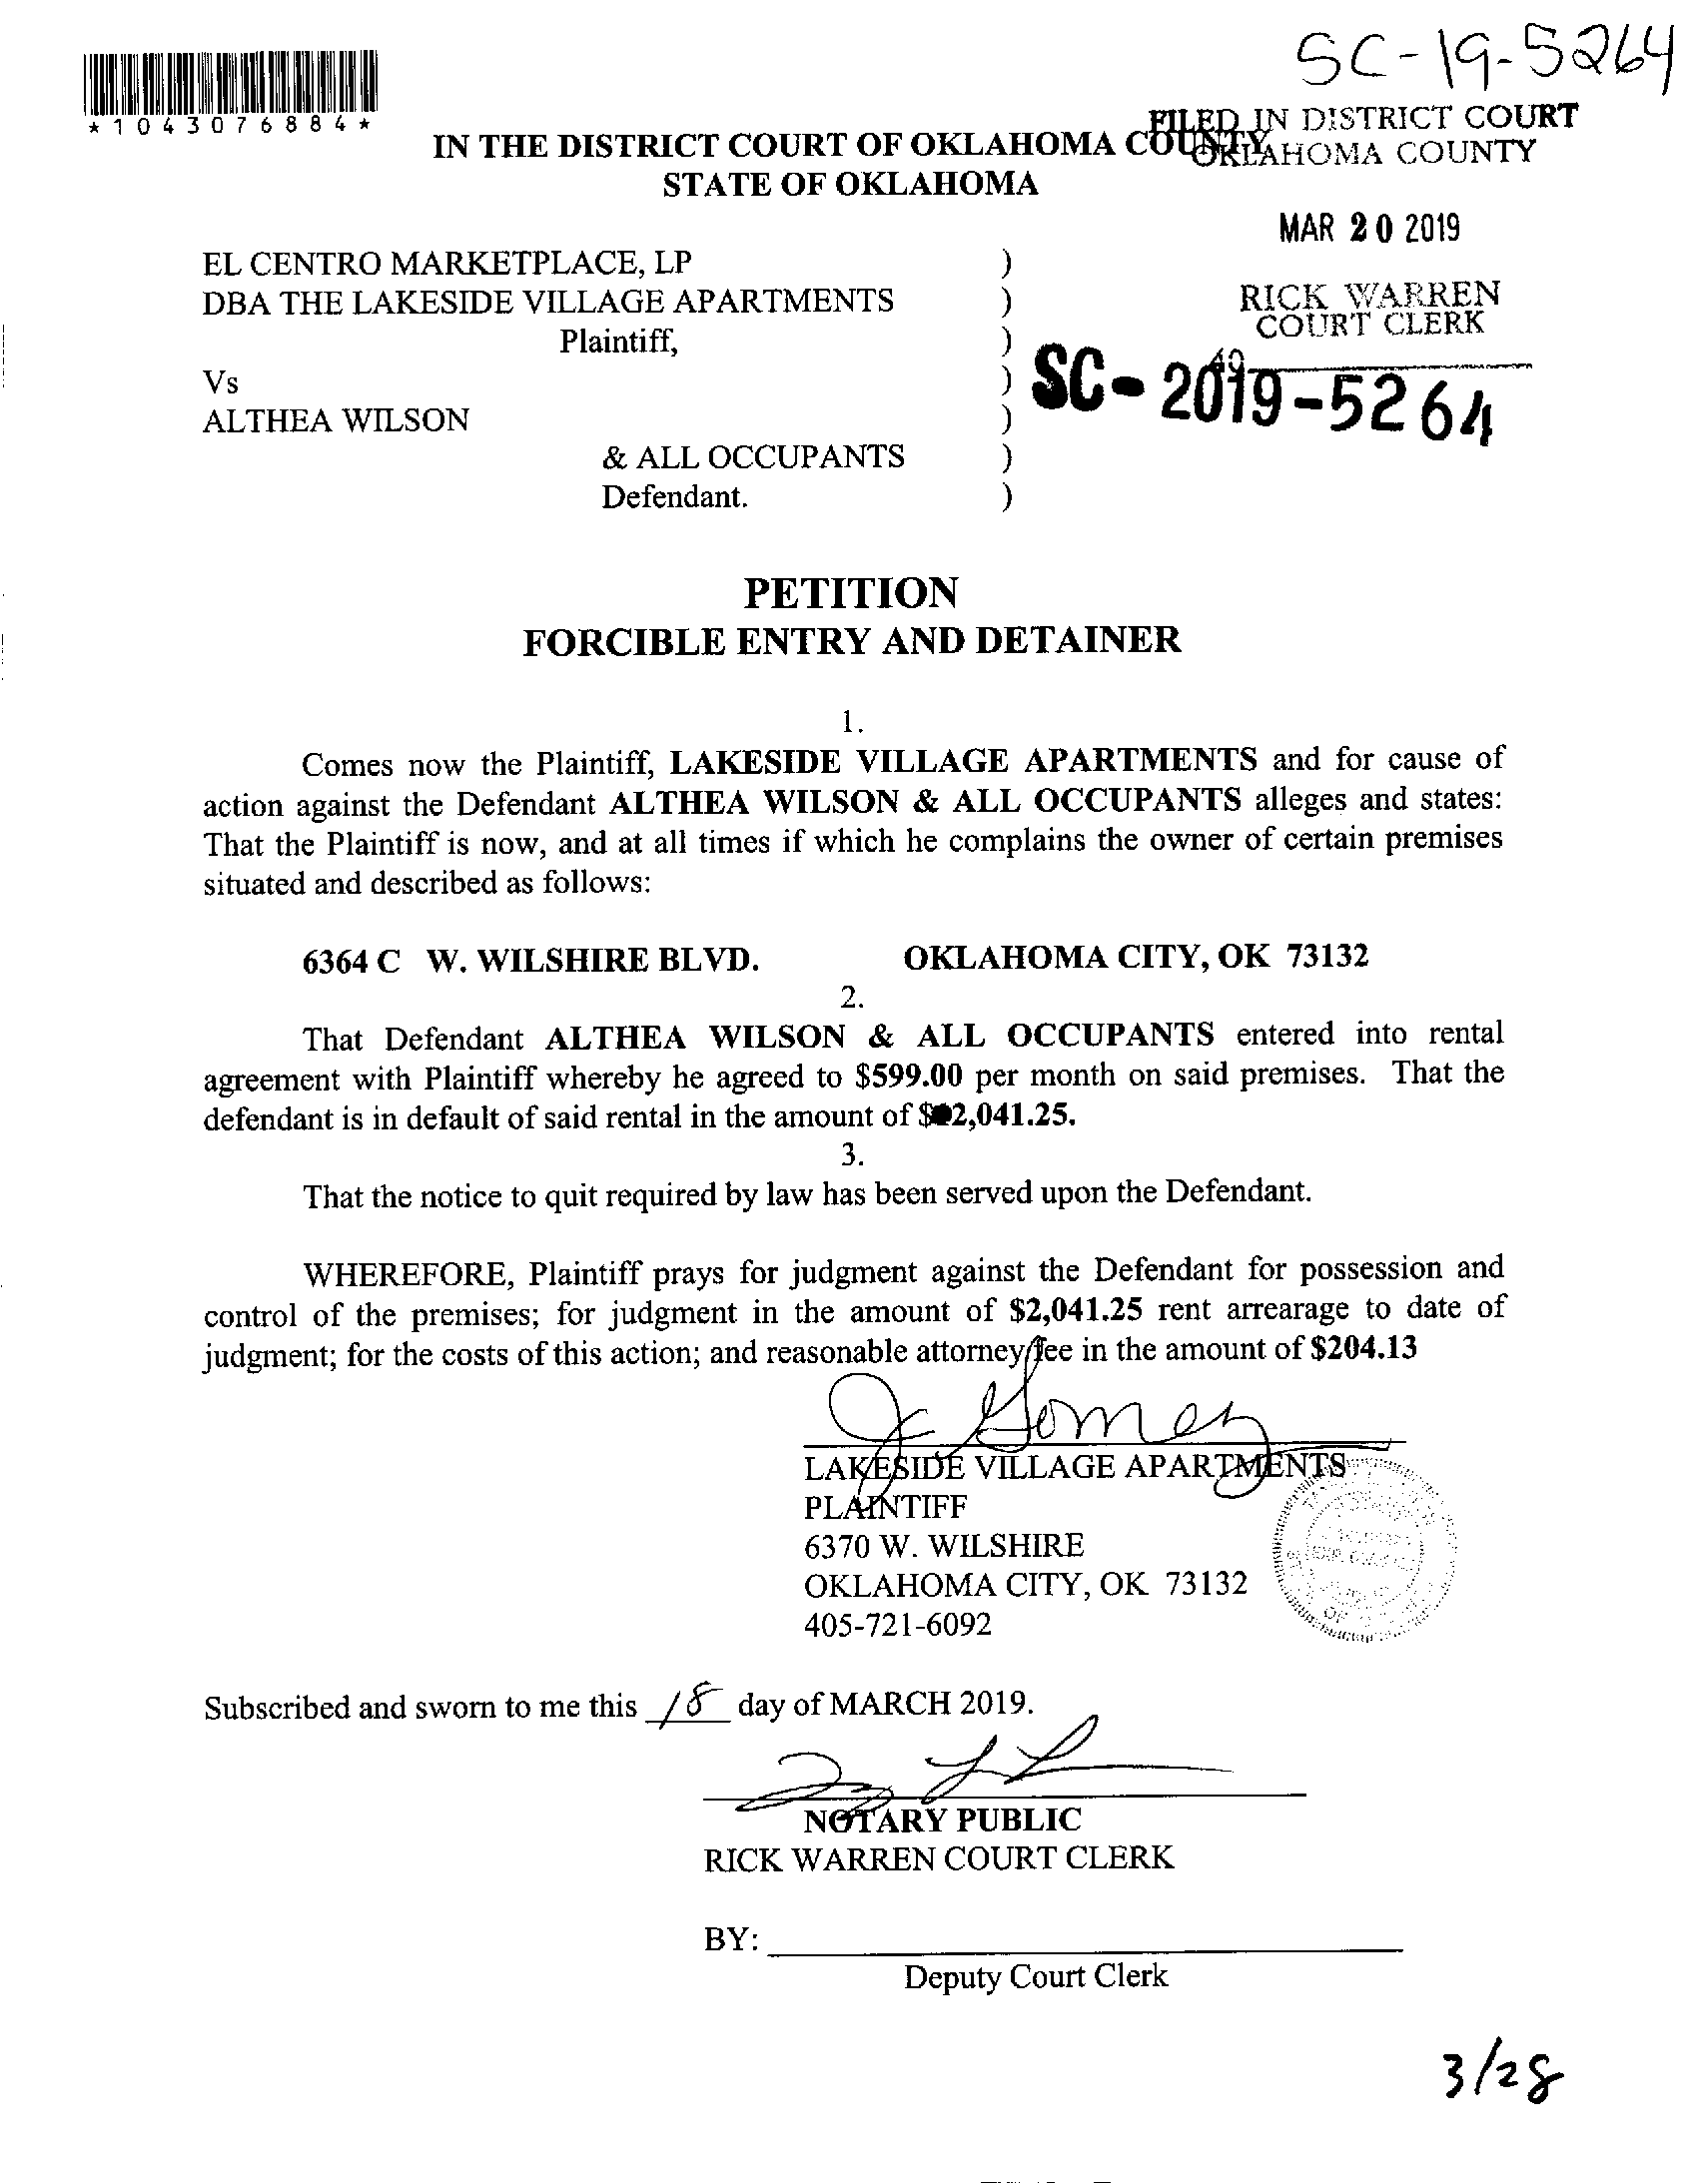 SC-19-5264
*1043076884*
FILED IN DISTRICT COURT
OKLAHOMA COUNTY
IN THE DISTRICT COURT OF OKLAHOMA COUNTY
STATE OF OKLAHOMA
MAR 20 2019
RICK WARREN
COURT CLERK
SC-2019-5264
EL CENTRO MARKETPLACE, LP )
DBA THE LAKESIDE VILLAGE APARTMENTS )
Plaintiff, )
Vs )
ALTHEA WILSON )
& ALL OCCUPANTS )
Defendant. )
PETITION
FORCIBLE ENTRY AND DETAINER
1.
Comes now the Plaintiff, LAKESIDE VILLAGE APARTMENTS and for cause of
action against the Defendant ALTHEA WILSON & ALL OCCUPANTS alleges and states:
That the Plaintiff is now, and at all times if which he complains the owner of certain premises
situated and described as follows:
6364 C W. WILSHIRE BLVD. OKLAHOMA CITY, OK 73132
2.
That Defendant ALTHEA WILSON & ALL OCCUPANTS entered into rental
agreement with Plaintiff whereby he agreed to $599.00 per month on said premises. That the
defendant is in default of said rental in the amount of $2,041.25.
3.
That the notice to quit required by law has been served upon the Defendant.
WHEREFORE, Plaintiff prays for judgment against the Defendant for possession and
control of the premises; for judgment in the amount of $2,041.25 rent arrearage to date of
judgment; for the costs of this action; and reasonable attorney fee in the amount of $204.13
J Gomez
LAKESIDE VILLAGE APARTMENTS
PLAINTIFF
6370 W. WILSHIRE
OKLAHOMA CITY, OK 73132
405-721-6092
Subscribed and sworn to me this 18 day of MARCH 2019.
NOTARY PUBLIC
RICK WARREN COURT CLERK
BY:
Deputy Court Clerk
3/28